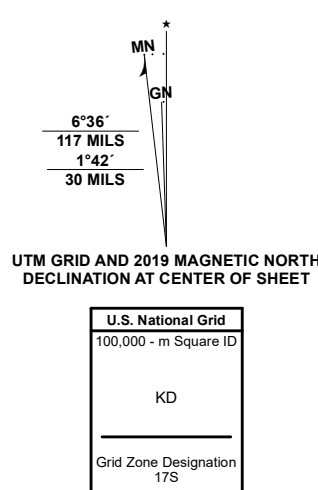 MN
GN
6°36´
117 MILS
1°42´
30 MILS
UTM GRID AND 2019 MAGNETIC NORTH
DECLINATION AT CENTER OF SHEET
U.S. National Grid
100,000 - m Square ID
KD
Grid Zone Designation
17S